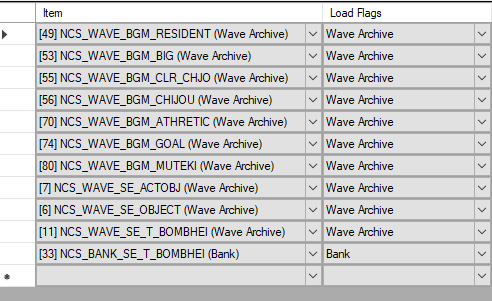 Item Load Flags
[49] NCS_WAVE_BGM_RESIDENT (Wave Archive) Wave Archive
[53] NCS_WAVE_BGM_BIG (Wave Archive) Wave Archive
[55] NCS_WAVE_BGM_CLR_CHJO (Wave Archive) Wave Archive
[56] NCS_WAVE_BGM_CHIJOU (Wave Archive) Wave Archive
[70] NCS_WAVE_BGM_ATHRETIC (Wave Archive) Wave Archive
[74] NCS_WAVE_BGM_GOAL (Wave Archive) Wave Archive
[80] NCS_WAVE_BGM_MUTEKI (Wave Archive) Wave Archive
[7] NCS_WAVE_SE_ACTOBJ (Wave Archive) Wave Archive
[6] NCS_WAVE_SE_OBJECT (Wave Archive) Wave Archive
[11] NCS_WAVE_SE_T_BOMBHEI (Wave Archive) Wave Archive
[33] NCS_BANK_SE_T_BOMBHEI (Bank) Bank